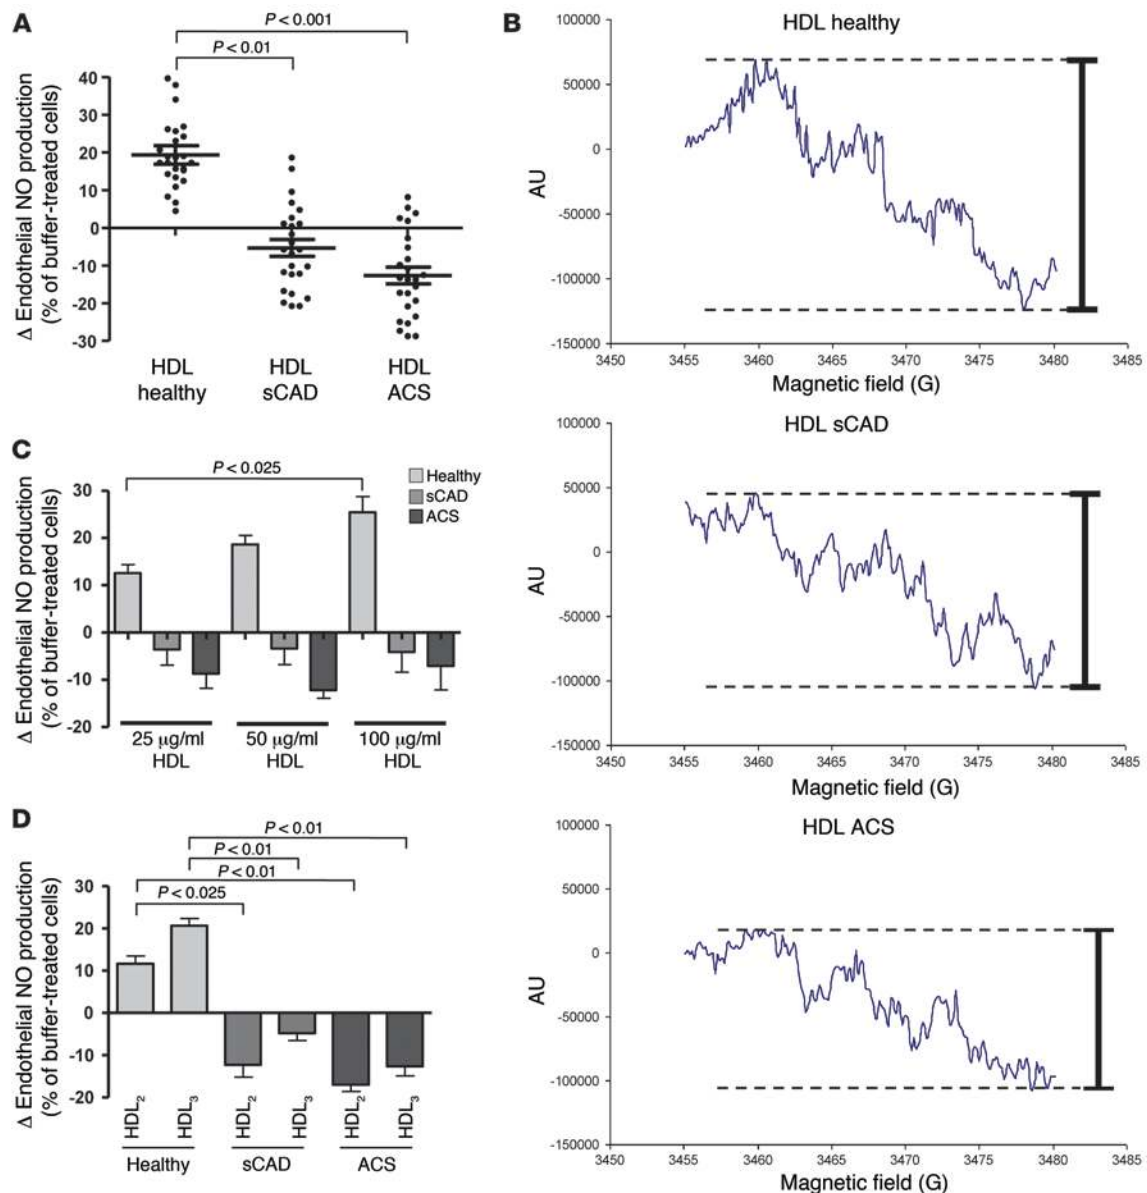 A
P < 0.001
P < 0.01
Δ Endothelial NO production
(% of buffer-treated cells)
40
30
20
10
0
-10
-20
-30
HDL
healthy
HDL
sCAD
HDL
ACS
B
HDL healthy
AU
100000
50000
0
-50000
-100000
-150000
3450 3455 3460 3465 3470 3475 3480 3485
Magnetic field (G)
HDL sCAD
AU
100000
50000
0
-50000
-100000
-150000
3450 3455 3460 3465 3470 3475 3480 3485
Magnetic field (G)
HDL ACS
AU
100000
50000
0
-50000
-100000
-150000
3450 3455 3460 3465 3470 3475 3480 3485
Magnetic field (G)
C
P < 0.025
Healthy
sCAD
ACS
Δ Endothelial NO production
(% of buffer-treated cells)
30
20
10
0
-10
-20
25 μg/ml
HDL
50 μg/ml
HDL
100 μg/ml
HDL
D
P < 0.01
P < 0.01
P < 0.01
P < 0.025
Δ Endothelial NO production
(% of buffer-treated cells)
30
20
10
0
-10
-20
HDL₂
HDL₃
HDL₂
HDL₃
HDL₂
HDL₃
Healthy
sCAD
ACS